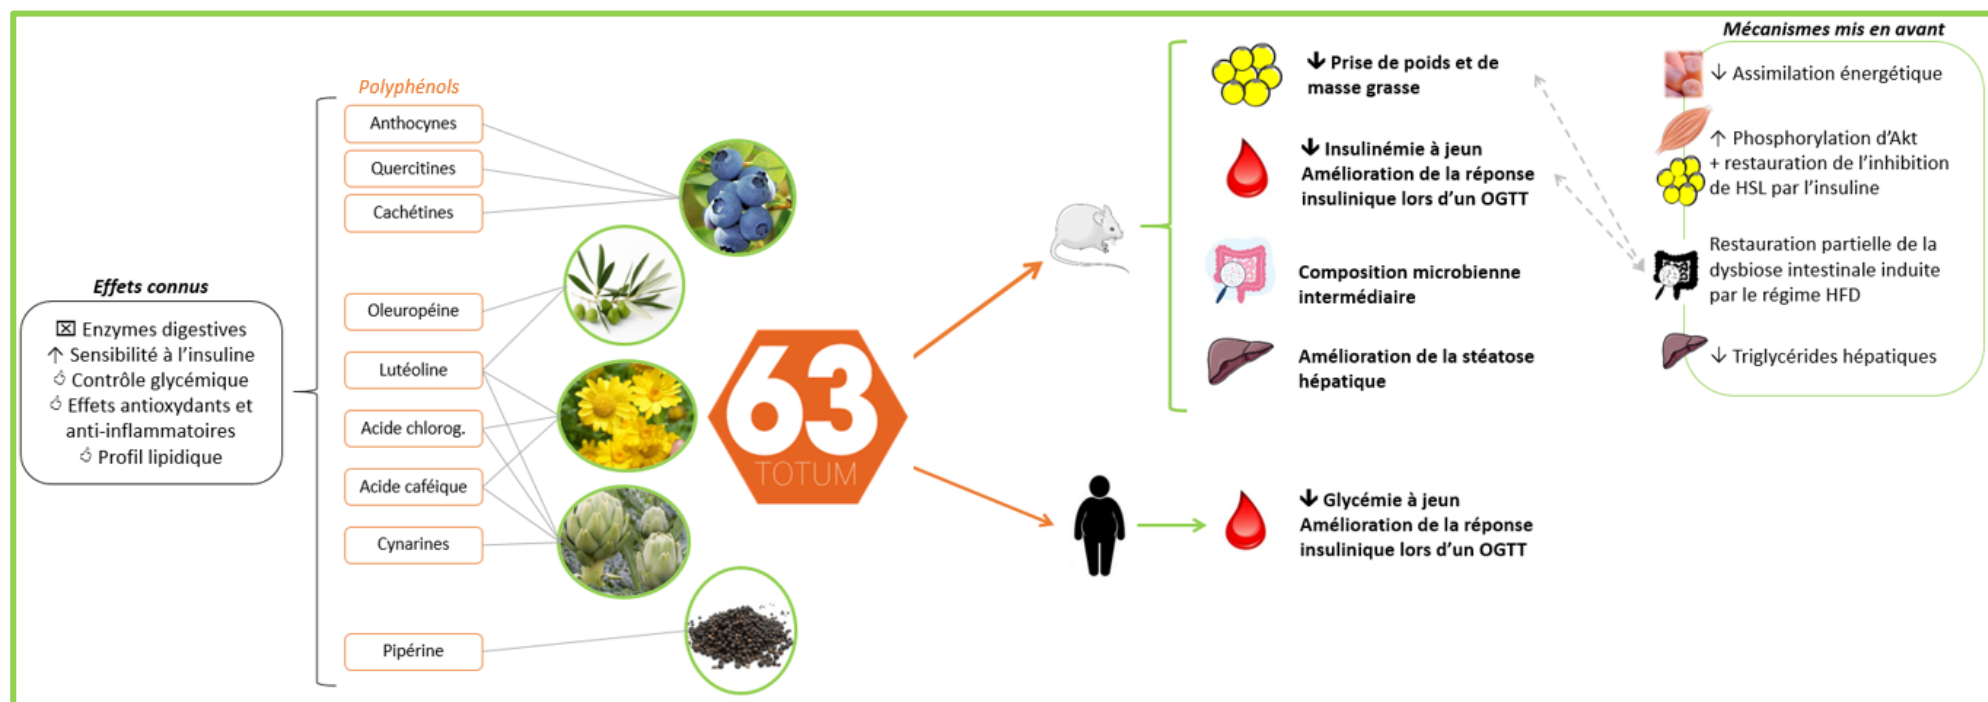 Effets connus
☒ Enzymes digestives
↑ Sensibilité à l'insuline
👍 Contrôle glycémique
👍 Effets antioxydants et
anti-inflammatoires
👍 Profil lipidique
Polyphénols
Anthocynes
Quercitines
Cachétines
Oleuropéine
Lutéoline
Acide chlorog.
Acide caféique
Cynarines
Pipérine
63
TOTUM
↓ Prise de poids et de
masse grasse
↓ Insulinémie à jeun
Amélioration de la réponse
insulinique lors d'un OGTT
Composition microbienne
intermédiaire
Amélioration de la stéatose
hépatique
↓ Glycémie à jeun
Amélioration de la réponse
insulinique lors d'un OGTT
Mécanismes mis en avant
↓ Assimilation énergétique
↑ Phosphorylation d'Akt
+ restauration de l'inhibition
de HSL par l'insuline
Restauration partielle de la
dysbiose intestinale induite
par le régime HFD
↓ Triglycérides hépatiques